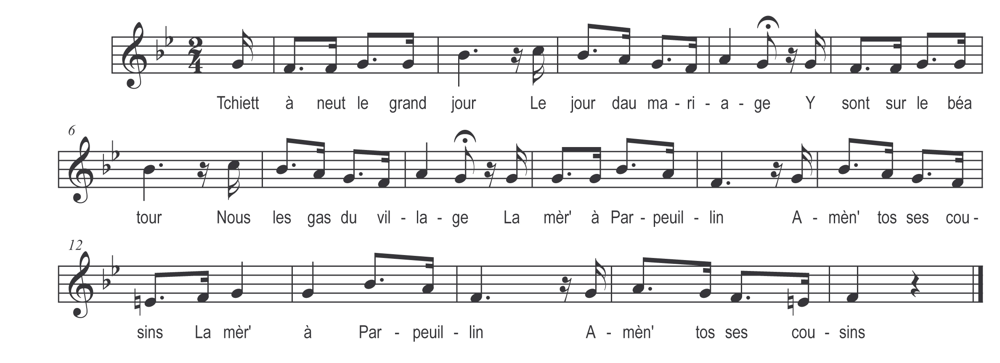 Tchiett à neut le grand jour Le jour dau ma - ri - a - ge Y sont sur le béa
6
tour Nous les gas du vil - la - ge La mèr' à Par - peuil - lin A - mèn' tos ses cou -
12
sins La mèr' à Par - peuil - lin A - mèn' tos ses cou - sins